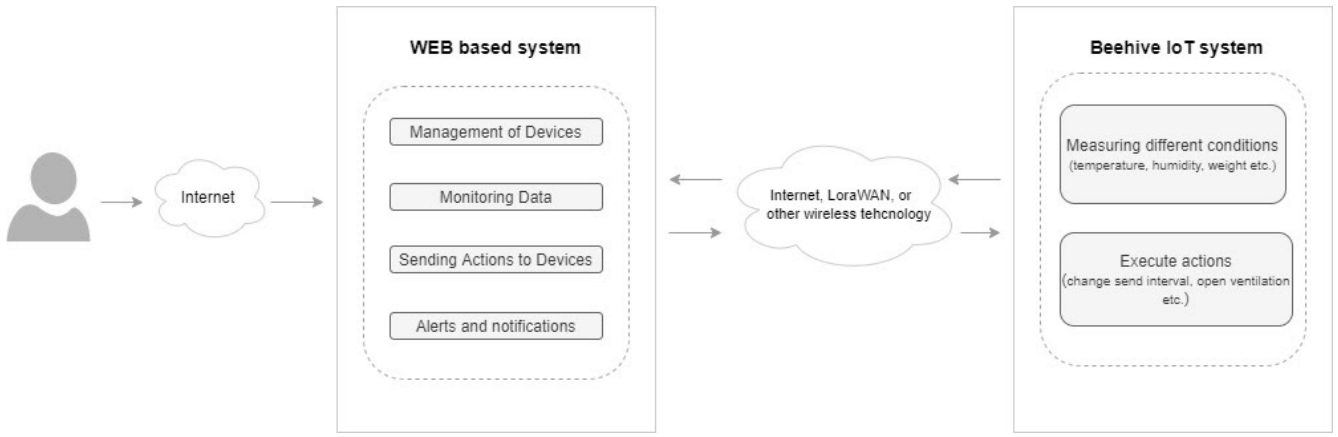 WEB based system
Management of Devices
Monitoring Data
Sending Actions to Devices
Alerts and notifications
Internet
Internet, LoraWAN, or
other wireless tehcnology
Beehive IoT system
Measuring different conditions
(temperature, humidity, weight etc.)
Execute actions
(change send interval, open ventilation
etc.)